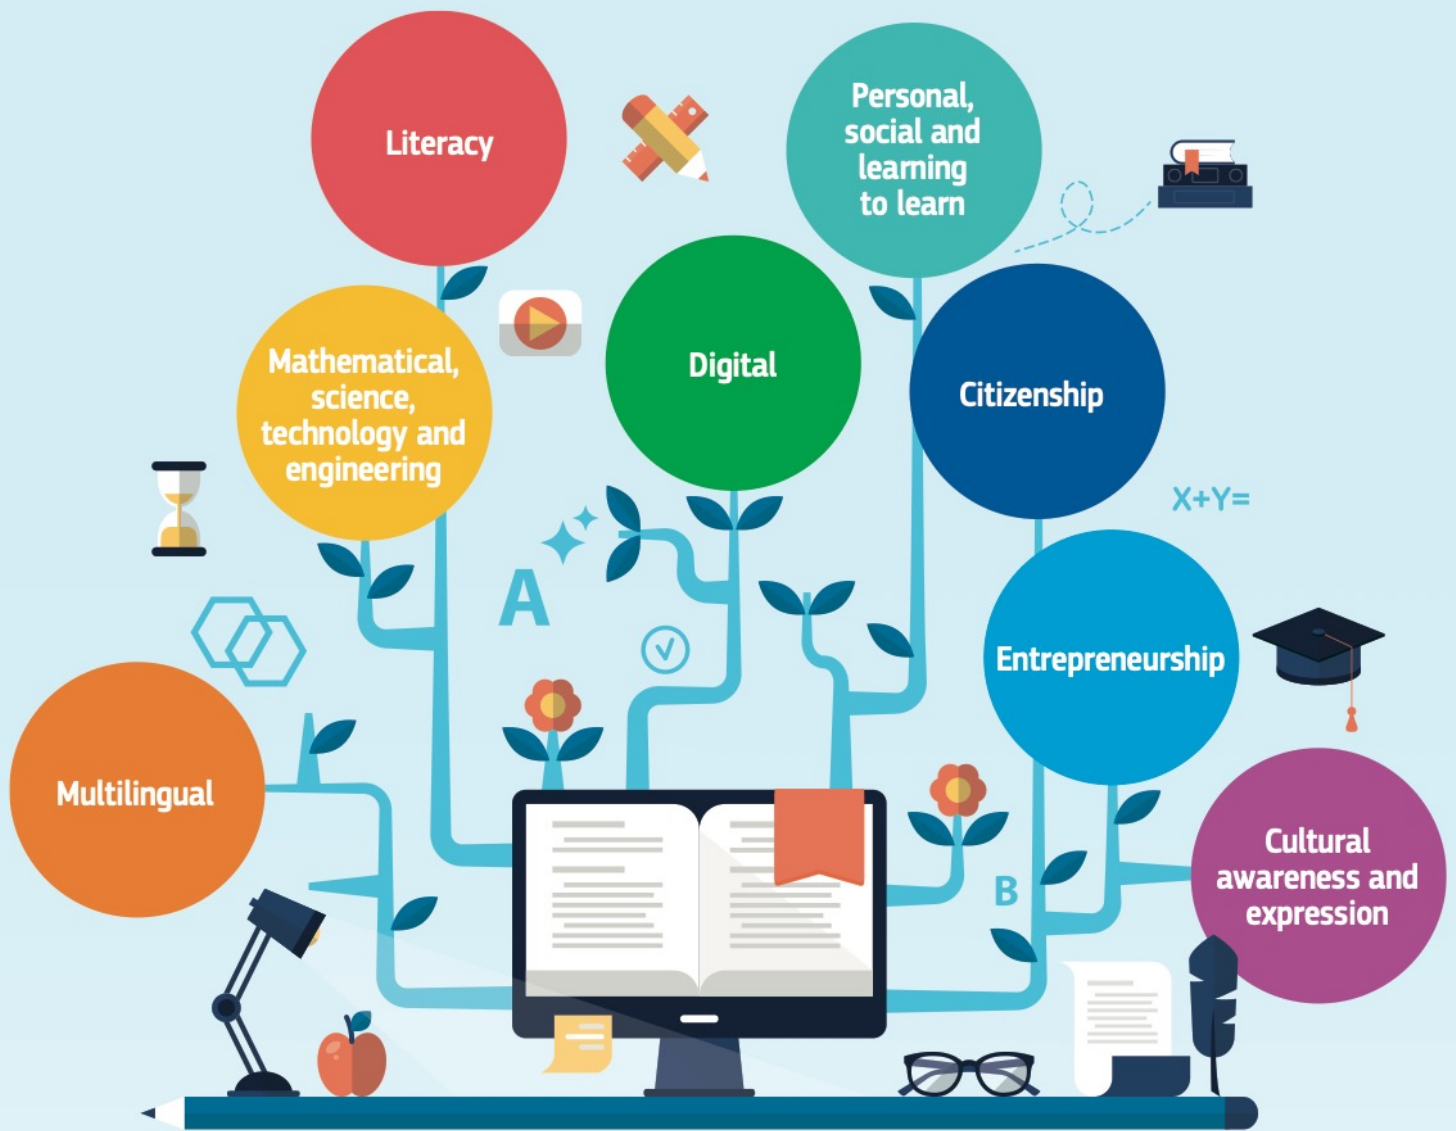 Literacy
Personal,
social and
learning
to learn
Mathematical,
science,
technology and
engineering
Digital
Citizenship
X+Y=
A
Entrepreneurship
Multilingual
B
Cultural
awareness and
expression